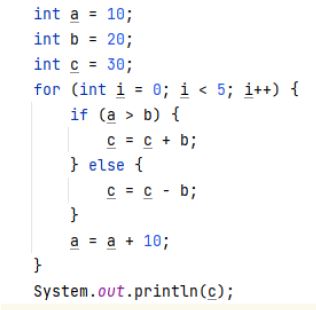 int a = 10;
int b = 20;
int c = 30;
for (int i = 0; i < 5; i++) {
    if (a > b) {
        c = c + b;
    } else {
        c = c - b;
    }
    a = a + 10;
}
System.out.println(c);